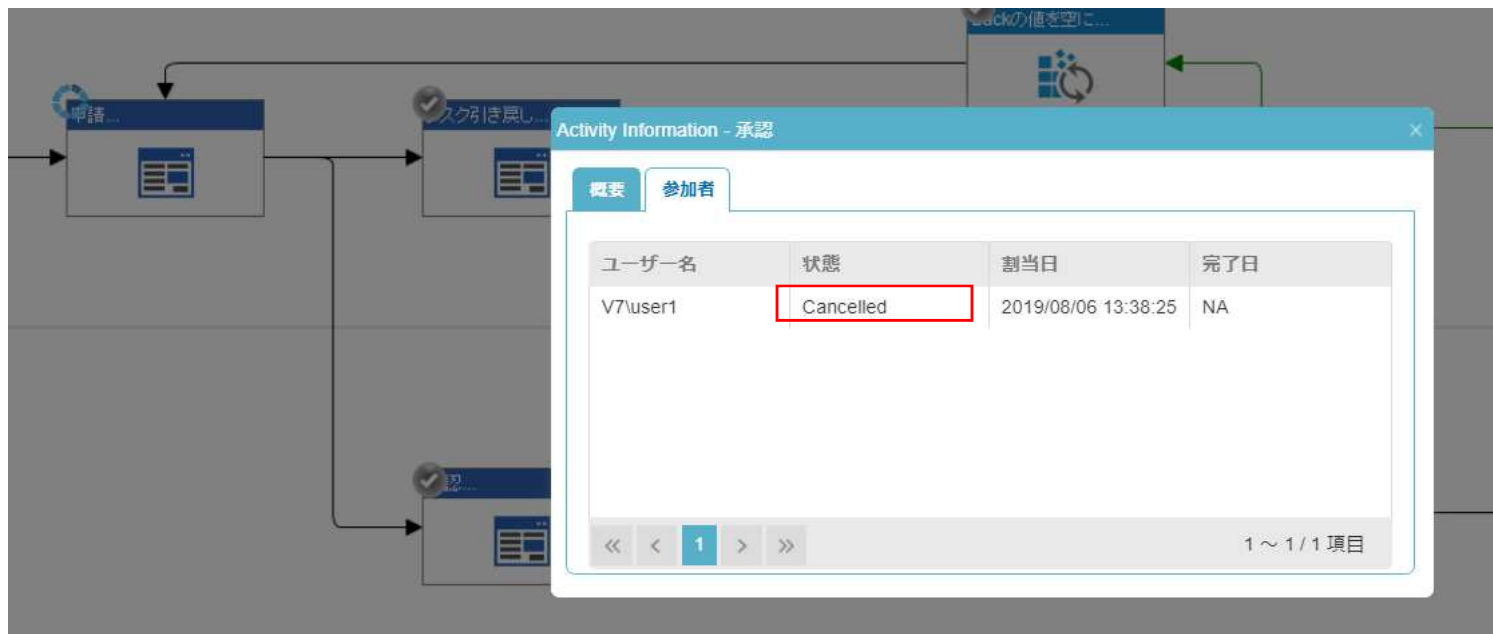 ackの値を空に...
申請...
スク引き戻し...
Activity Information - 承認
×
概要
参加者
ユーザー名 状態 割当日 完了日
V7\user1 Cancelled 2019/08/06 13:38:25 NA
認...
« < 1 > »
1 ～ 1 / 1 項目